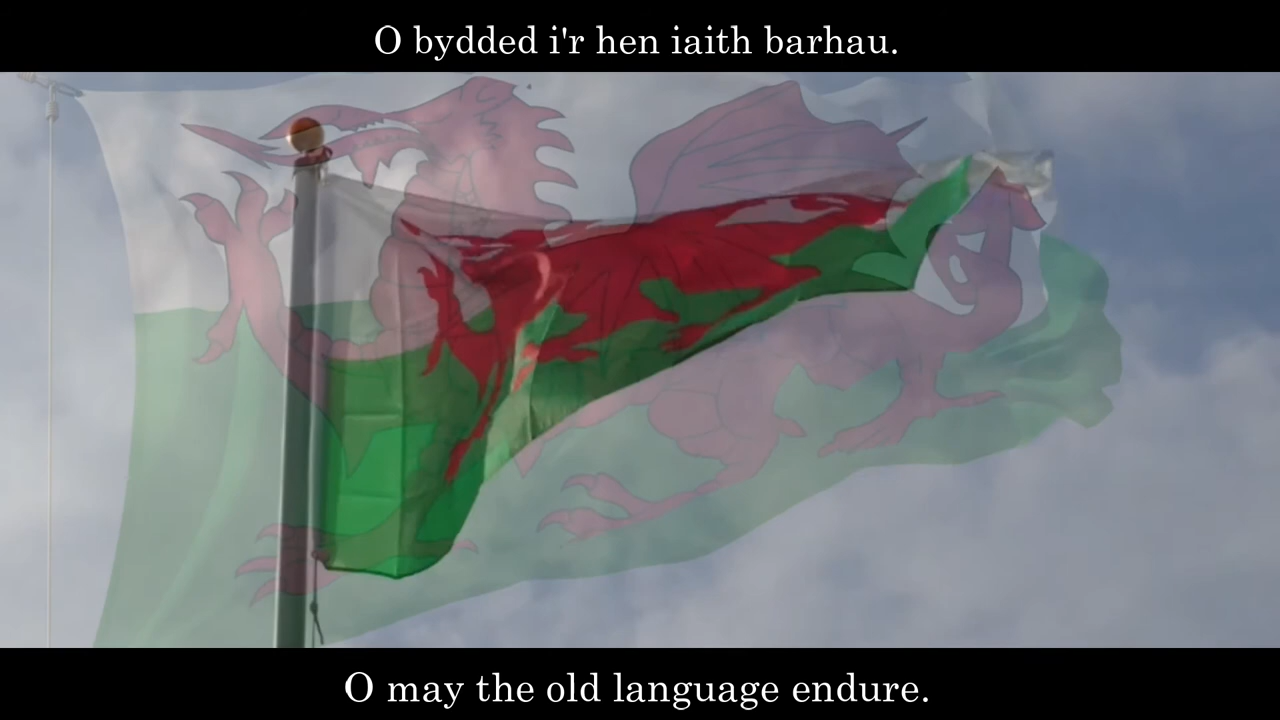 O bydded i'r hen iaith barhau.
O may the old language endure.